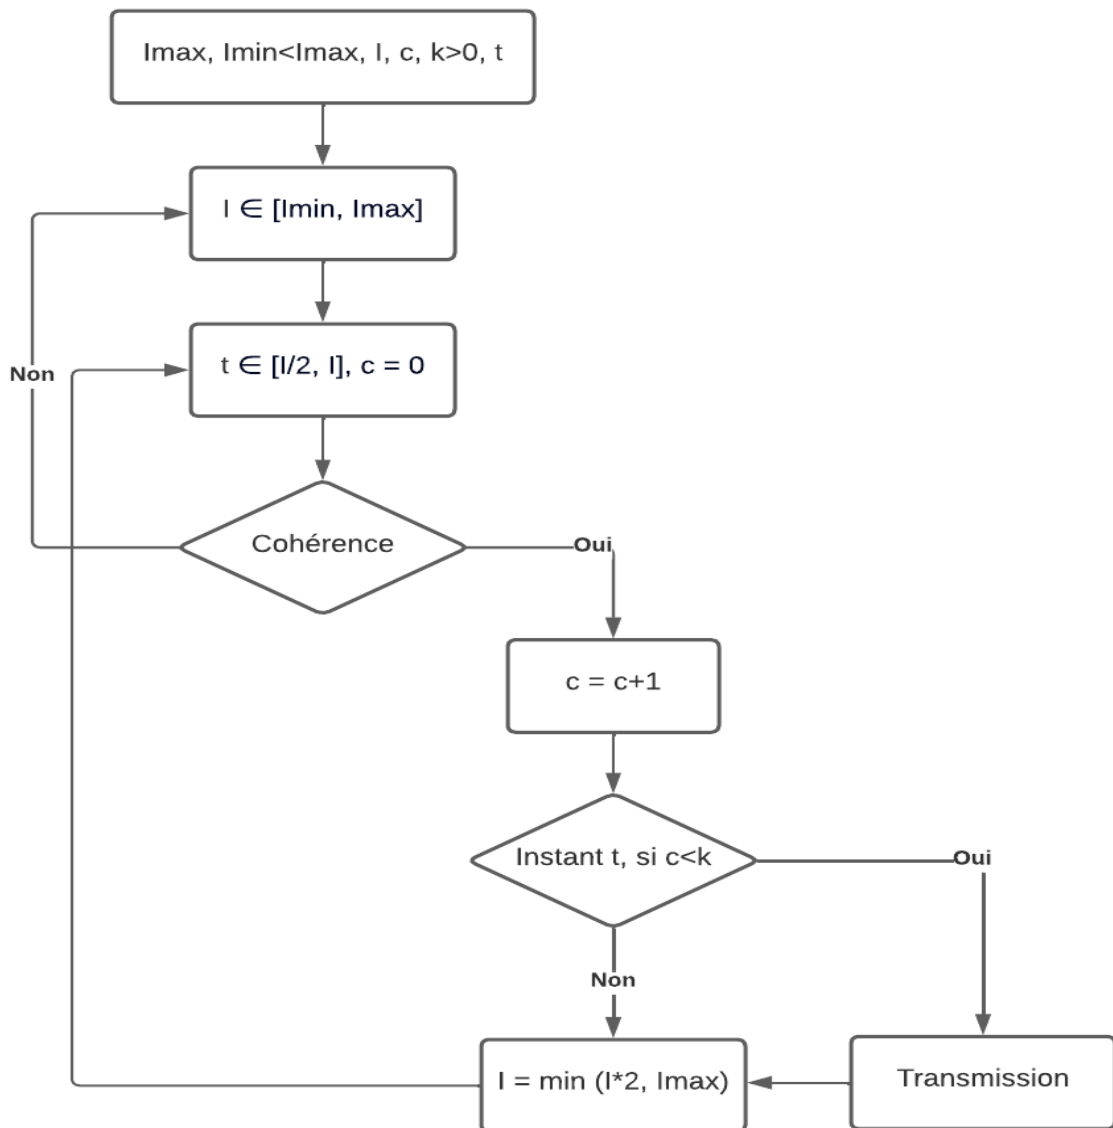 Imax, Imin<Imax, I, c, k>0, t
I ∈ [Imin, Imax]
t ∈ [I/2, I], c = 0
Non
Cohérence
Oui
c = c+1
Instant t, si c<k
Oui
Non
I = min (I*2, Imax)
Transmission